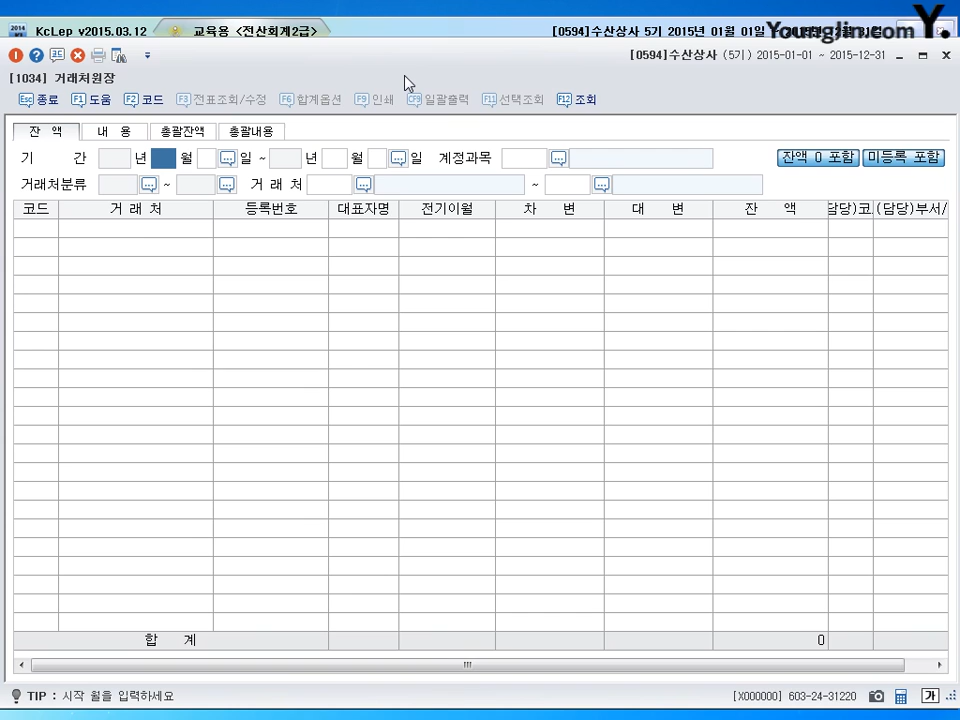 2014 KcLep v2015.03.12 교육용 <전산회계2급> [0594]수산상사 5기 2015년 01월 01일
YoungJin.com Y.
[0594]수산상사 (5기) 2015-01-01 ~ 2015-12-31
[1034] 거래처원장
Esc 종료 F1 도움 F2 코드 F3 전표조회/수정 F6 합계옵션 F9 인쇄 CF9 일괄출력 F11 선택조회 F12 조회
잔 액 내 용 총괄잔액 총괄내용
기 간 년 월 일 ~ 년 월 일 계정과목 잔액 0 포함 미등록 포함
거래처분류 ~ 거 래 처 ~
코드 거 래 처 등록번호 대표자명 전기이월 차 변 대 변 잔 액 담당)코 (담당)부서/
합 계 0
TIP : 시작 월을 입력하세요 [X000000] 603-24-31220 가